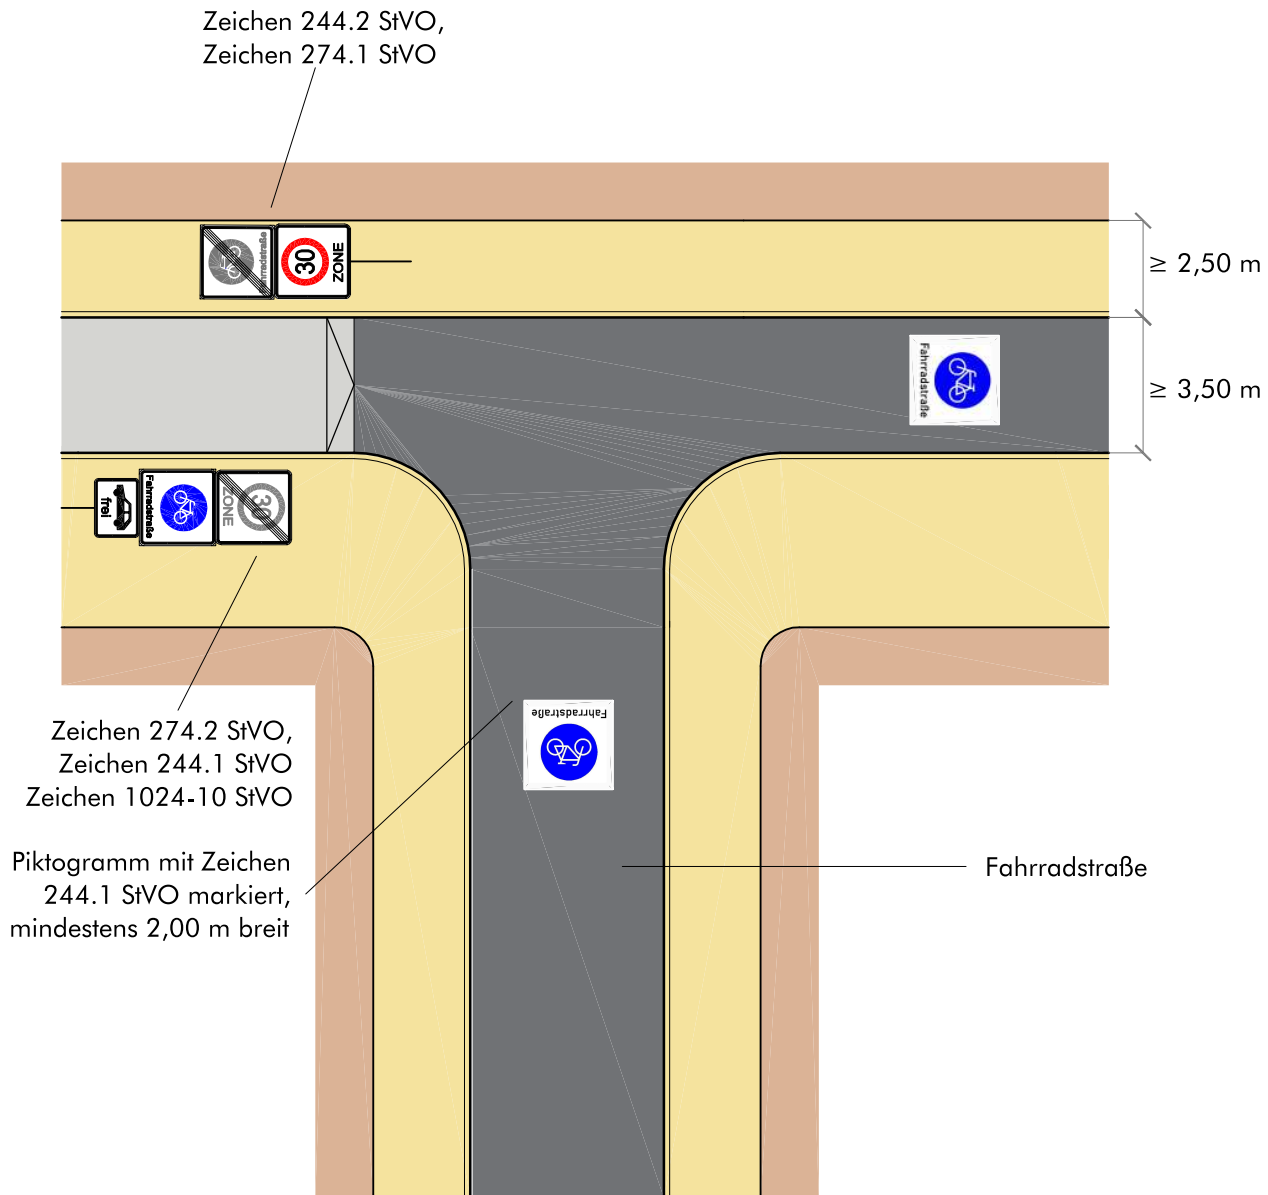 Zeichen 244.2 StVO,
Zeichen 274.1 StVO
Fahrradstraße
30
ZONE
≥ 2,50 m
Fahrradstraße
≥ 3,50 m
frei
Fahrradstraße
30
ZONE
Zeichen 274.2 StVO,
Zeichen 244.1 StVO
Zeichen 1024-10 StVO
Fahrradstraße
Piktogramm mit Zeichen
244.1 StVO markiert,
mindestens 2,00 m breit
Fahrradstraße